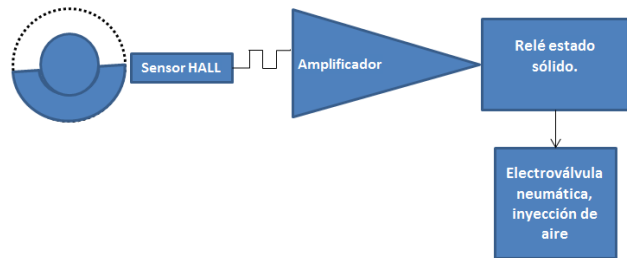 Sensor HALL
Amplificador
Relé estado
sólido.
Electroválvula
neumática,
inyección de
aire